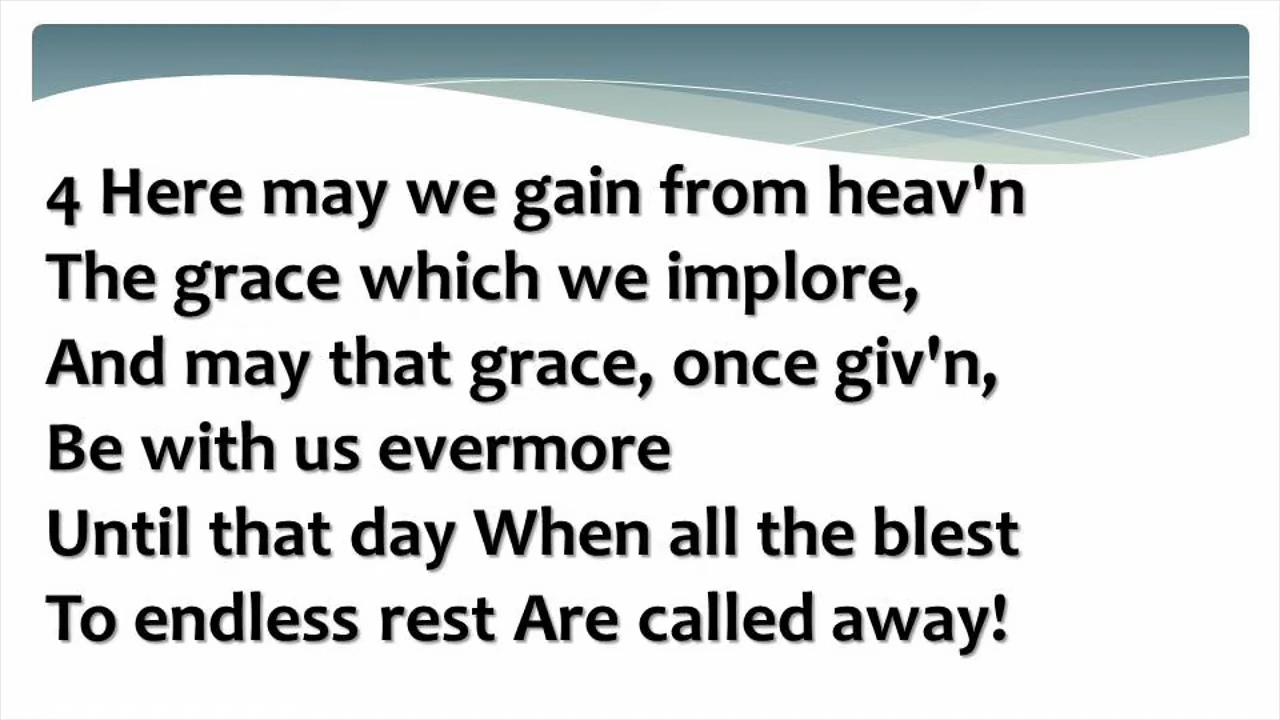 4 Here may we gain from heav'n
The grace which we implore,
And may that grace, once giv'n,
Be with us evermore
Until that day When all the blest
To endless rest Are called away!